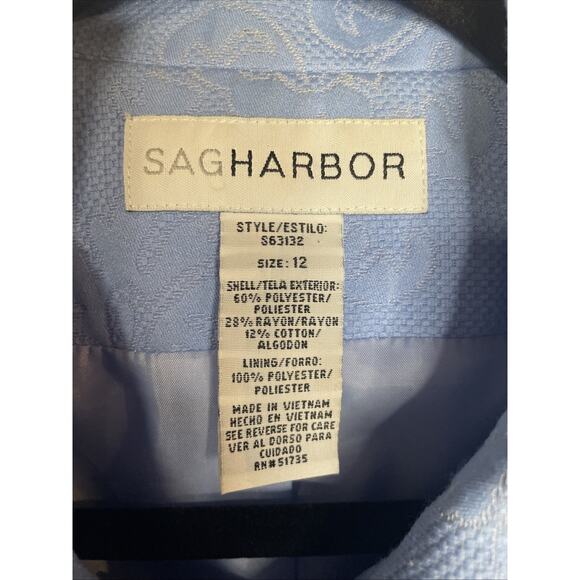 SAGHARBOR
STYLE/ESTILO:
S63132
SIZE: 12
SHELL/TELA EXTERIOR:
60% POLYESTER/
POLIESTER
28% RAYON/RAYON
12% COTTON/
ALGODON
LINING/FORRO:
100% POLYESTER/
POLIESTER
MADE IN VIETNAM
HECHO EN VIETNAM
SEE REVERSE FOR CARE
VER AL DORSO PARA
CUIDADO
RN#51735